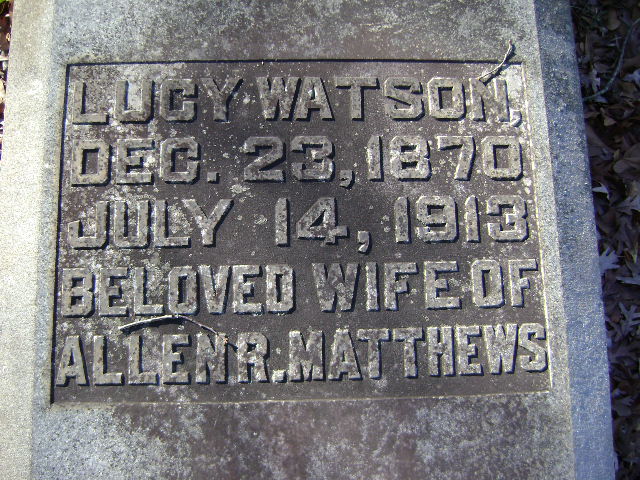 LUCY WATSON,
DEC. 23, 1870
JULY 14, 1913
BELOVED WIFE OF
ALLEN R. MATTHEWS